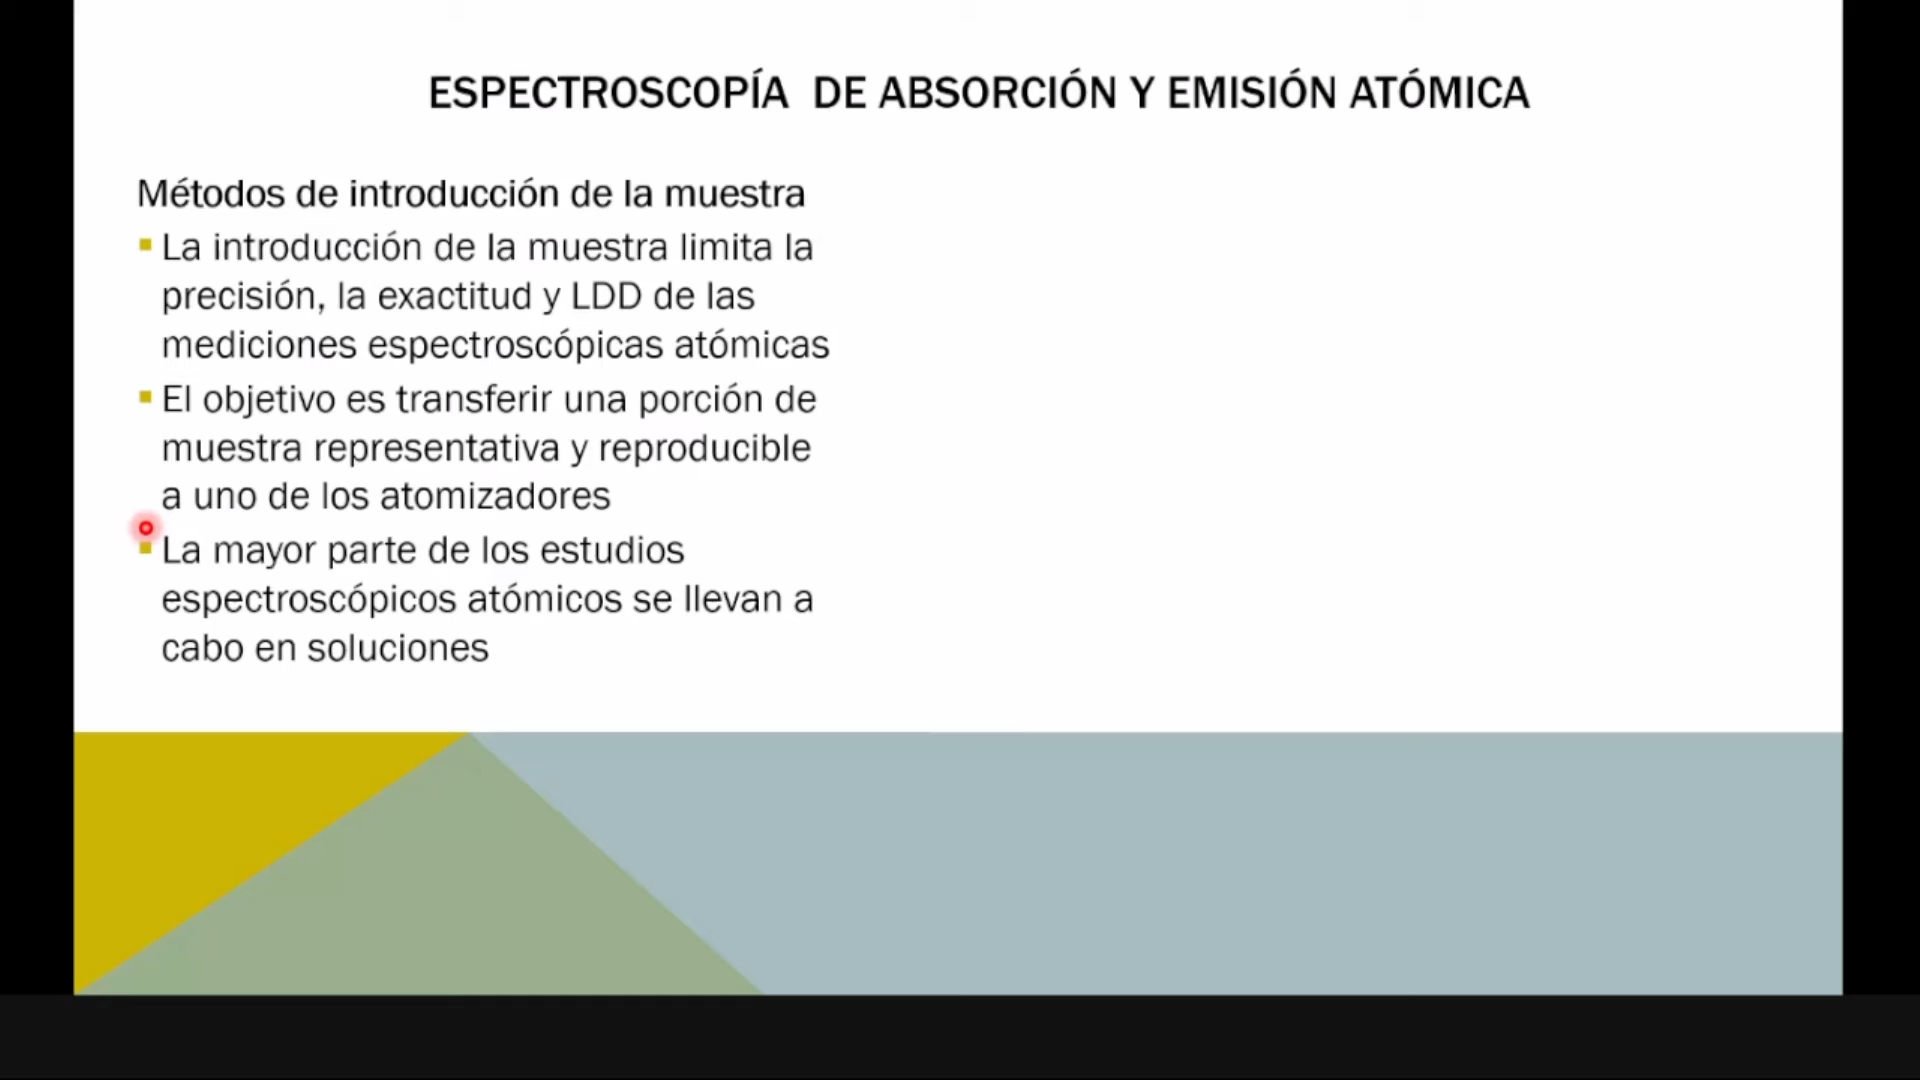 ESPECTROSCOPÍA DE ABSORCIÓN Y EMISIÓN ATÓMICA
Métodos de introducción de la muestra
La introducción de la muestra limita la
precisión, la exactitud y LDD de las
mediciones espectroscópicas atómicas
El objetivo es transferir una porción de
muestra representativa y reproducible
a uno de los atomizadores
La mayor parte de los estudios
espectroscópicos atómicos se llevan a
cabo en soluciones